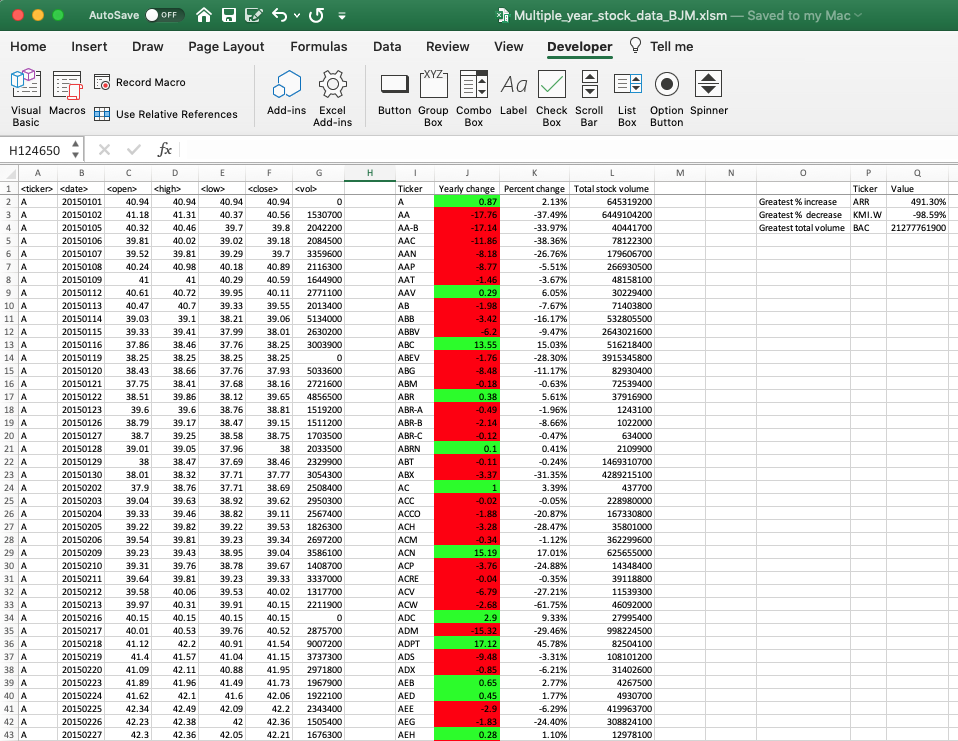 AutoSave OFF Multiple_year_stock_data_BJM.xlsm — Saved to my Mac
Home Insert Draw Page Layout Formulas Data Review View Developer Tell me
Visual Basic Macros Record Macro Use Relative References Add-ins Excel Add-ins Button XYZ Group Box Combo Box Aa Label Check Box Scroll Bar List Box Option Button Spinner
H124650 fx
A B C D E F G H I J K L M N O P Q
1 <ticker> <date> <open> <high> <low> <close> <vol> Ticker Yearly change Percent change Total stock volume Ticker Value
2 A 20150101 40.94 40.94 40.94 40.94 0 A 0.87 2.13% 645319200 Greatest % increase ARR 491.30%
3 A 20150102 41.18 41.31 40.37 40.56 1530700 AA -17.76 -37.49% 6449104200 Greatest % decrease KMI.W -98.59%
4 A 20150105 40.32 40.46 39.7 39.8 2042200 AA-B -17.14 -33.97% 40441700 Greatest total volume BAC 21277761900
5 A 20150106 39.81 40.02 39.02 39.18 2084500 AAC -11.86 -38.36% 78122300
6 A 20150107 39.52 39.81 39.29 39.7 3359600 AAN -8.18 -26.76% 179606700
7 A 20150108 40.24 40.98 40.18 40.89 2116300 AAP -8.77 -5.51% 266930500
8 A 20150109 41 41 40.29 40.59 1644900 AAT -1.46 -3.67% 48158100
9 A 20150112 40.61 40.72 39.95 40.11 2771100 AAV 0.29 6.05% 30229400
10 A 20150113 40.47 40.7 39.33 39.55 2013400 AB -1.98 -7.67% 71403800
11 A 20150114 39.03 39.1 38.21 39.06 5134000 ABB -3.42 -16.17% 532805500
12 A 20150115 39.33 39.41 37.99 38.01 2630200 ABBV -6.2 -9.47% 2643021600
13 A 20150116 37.86 38.46 37.76 38.25 3003900 ABC 13.55 15.03% 516218400
14 A 20150119 38.25 38.25 38.25 38.25 0 ABEV -1.76 -28.30% 3915345800
15 A 20150120 38.43 38.66 37.76 37.93 5033600 ABG -8.48 -11.17% 82930400
16 A 20150121 37.75 38.41 37.68 38.16 2721600 ABM -0.18 -0.63% 72539400
17 A 20150122 38.51 39.86 38.12 39.65 4856500 ABR 0.38 5.61% 37916900
18 A 20150123 39.6 39.6 38.76 38.81 1519200 ABR-A -0.49 -1.96% 1243100
19 A 20150126 38.79 39.17 38.47 39.15 1511200 ABR-B -2.14 -8.66% 1022000
20 A 20150127 38.7 39.25 38.58 38.75 1703500 ABR-C -0.12 -0.47% 634000
21 A 20150128 39.01 39.05 37.96 38 2033500 ABRN 0.1 0.41% 2109900
22 A 20150129 38 38.47 37.69 38.46 2329900 ABT -0.11 -0.24% 1469310700
23 A 20150130 38.01 38.32 37.71 37.77 3054300 ABX -3.37 -31.35% 4289215100
24 A 20150202 37.9 38.76 37.71 38.69 2508400 AC 1 3.39% 437700
25 A 20150203 39.04 39.63 38.92 39.62 2950300 ACC -0.02 -0.05% 228980000
26 A 20150204 39.33 39.46 38.82 39.11 2567400 ACCO -1.88 -20.87% 167330800
27 A 20150205 39.22 39.82 39.22 39.53 1826300 ACH -3.28 -28.47% 35801000
28 A 20150206 39.54 39.81 39.23 39.34 2697200 ACM -0.34 -1.12% 362299600
29 A 20150209 39.23 39.43 38.95 39.04 3586100 ACN 15.19 17.01% 625655000
30 A 20150210 39.31 39.76 38.78 39.67 1408700 ACP -3.76 -24.88% 14348400
31 A 20150211 39.64 39.81 39.23 39.33 3337000 ACRE -0.04 -0.35% 39118800
32 A 20150212 39.58 40.06 39.53 40.02 1317700 ACV -6.79 -27.21% 11539300
33 A 20150213 39.97 40.31 39.91 40.15 2211900 ACW -2.68 -61.75% 46092000
34 A 20150216 40.15 40.15 40.15 40.15 0 ADC 2.9 9.33% 27995400
35 A 20150217 40.01 40.53 39.76 40.52 2875700 ADM -15.32 -29.46% 998224500
36 A 20150218 41.12 42.2 40.91 41.54 9007200 ADPT 17.12 45.78% 82504100
37 A 20150219 41.4 41.57 41.04 41.15 3737300 ADS -9.48 -3.31% 108101200
38 A 20150220 41.09 42.11 40.88 41.95 2971800 ADX -0.85 -6.21% 31402600
39 A 20150223 41.89 41.96 41.49 41.73 1967900 AEB 0.65 2.77% 4267500
40 A 20150224 41.62 42.1 41.6 42.06 1922100 AED 0.45 1.77% 4930700
41 A 20150225 42.34 42.49 42.09 42.2 2343400 AEE -2.9 -6.29% 419963700
42 A 20150226 42.23 42.38 42 42.36 1505400 AEG -1.83 -24.40% 308824100
43 A 20150227 42.3 42.36 42.05 42.21 1676300 AEH 0.28 1.10% 12978100